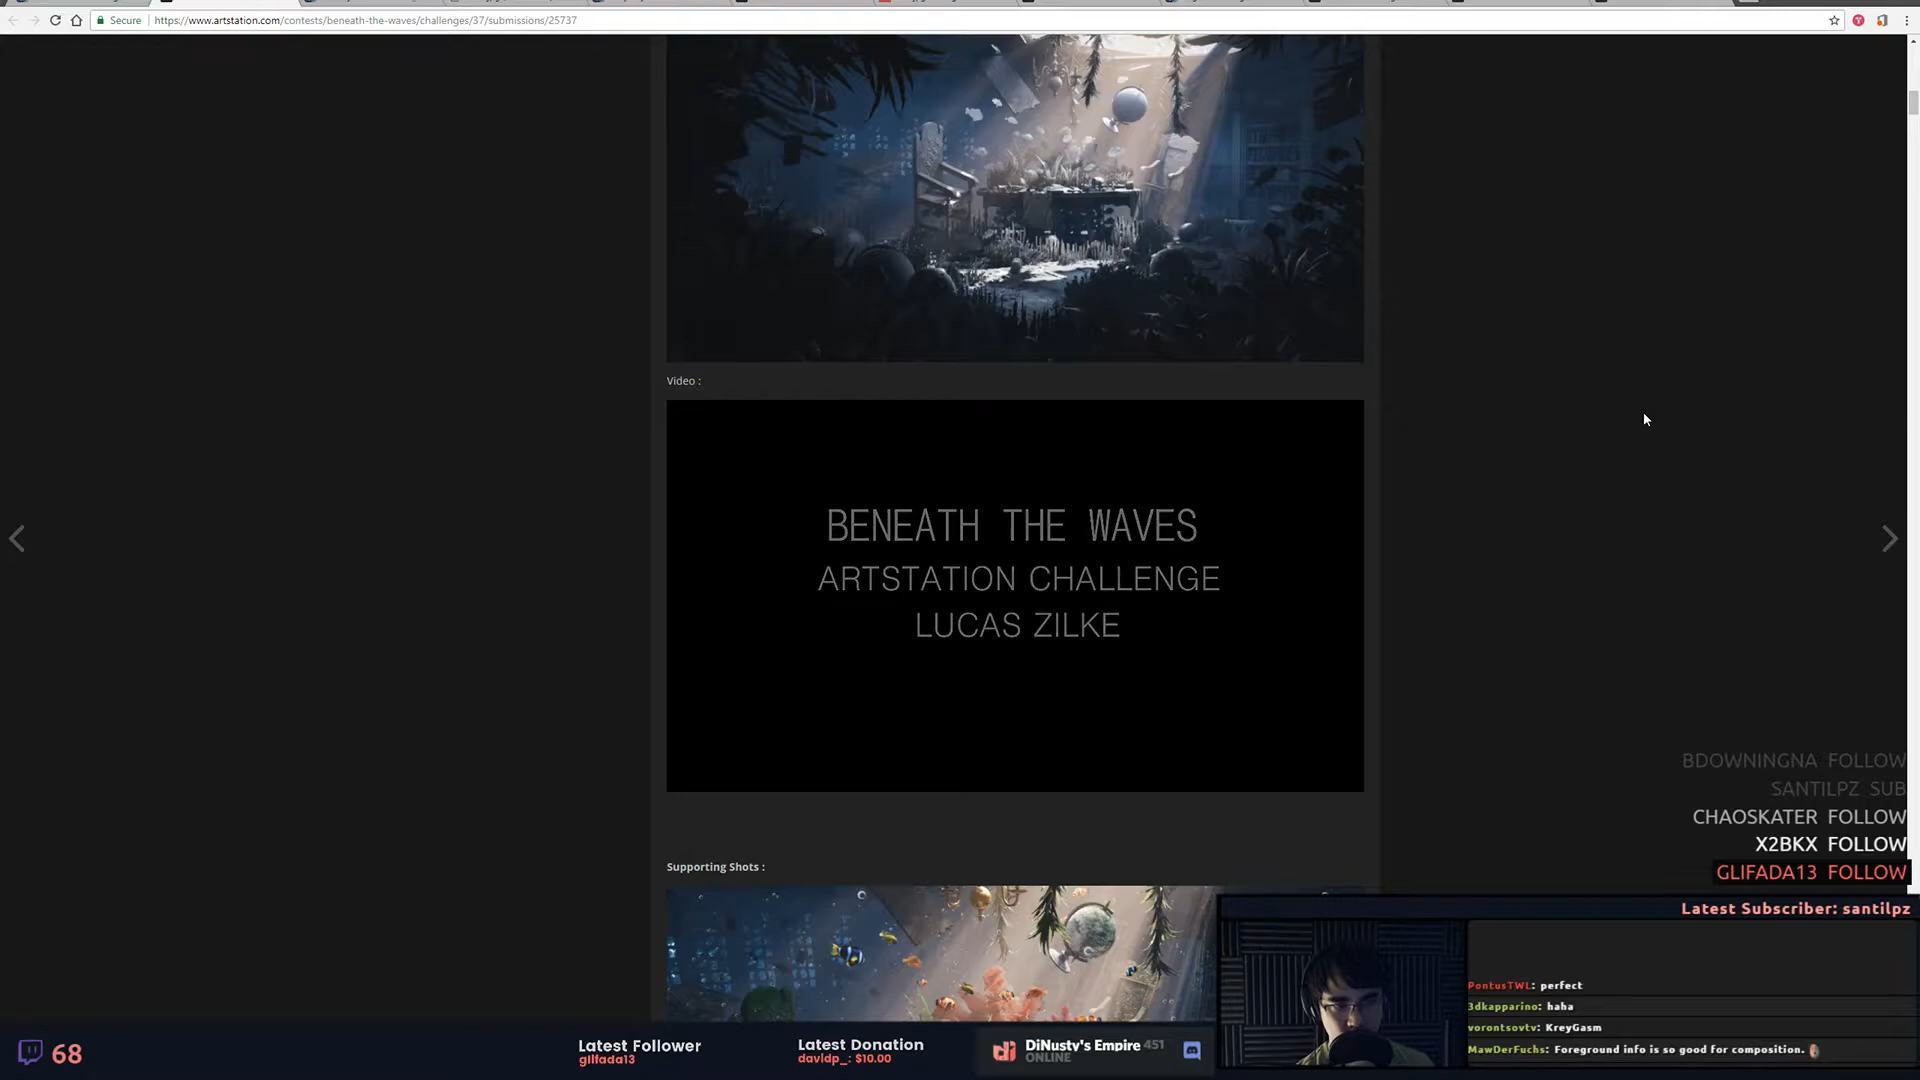 Secure
https://www.artstation.com/contests/beneath-the-waves/challenges/37/submissions/25737
Video :
BENEATH THE WAVES
ARTSTATION CHALLENGE
LUCAS ZILKE
Supporting Shots :
BDOWNINGNA FOLLOW
SANTILPZ SUB
CHAOSKATER FOLLOW
X2BKX FOLLOW
GLIFADA13 FOLLOW
Latest Subscriber: santilpz
PontusTWL: perfect
3dkapparino: haha
vorontsovtv: KreyGasm
MawDerFuchs: Foreground info is so good for composition.
68
Latest Follower
glifada13
Latest Donation
davidp_: $10.00
DiNusty's Empire 451
ONLINE